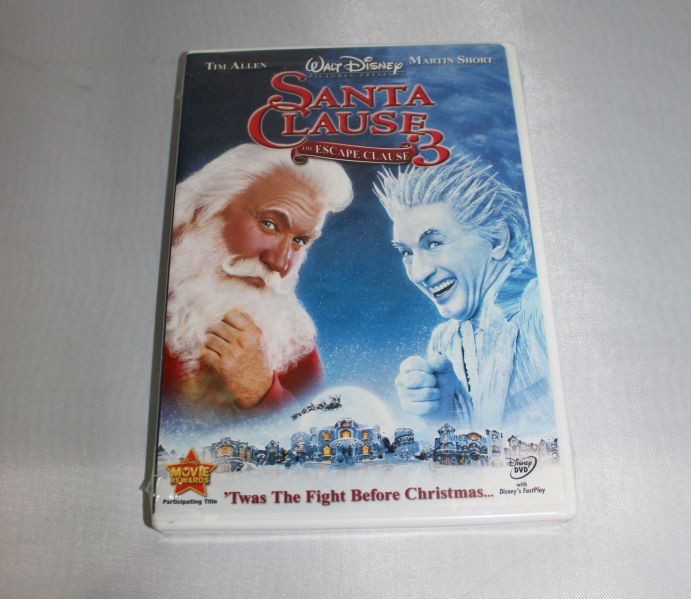 TIM ALLEN
WALT DISNEY
PICTURES PRESENTS
MARTIN SHORT
SANTA
CLAUSE 3
THE ESCAPE CLAUSE
Disney
MOVIE
REWARDS
Participating Title
'Twas The Fight Before Christmas...
DISNEY
DVD
with
Disney's FastPlay